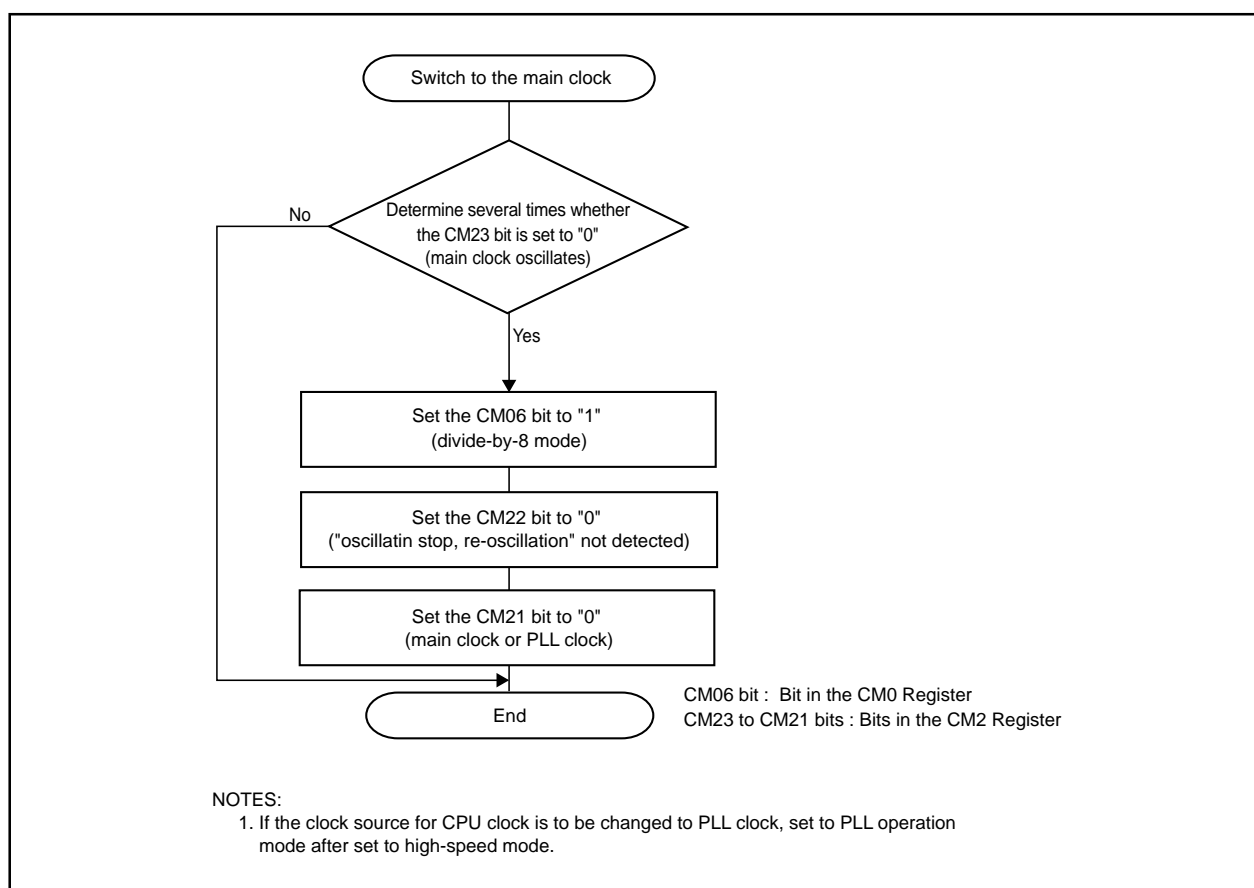 Switch to the main clock
Determine several times whether
the CM23 bit is set to "0"
(main clock oscillates)
No
Yes
Set the CM06 bit to "1"
(divide-by-8 mode)
Set the CM22 bit to "0"
("oscillatin stop, re-oscillation" not detected)
Set the CM21 bit to "0"
(main clock or PLL clock)
End
CM06 bit : Bit in the CM0 Register
CM23 to CM21 bits : Bits in the CM2 Register
NOTES:
1. If the clock source for CPU clock is to be changed to PLL clock, set to PLL operation
mode after set to high-speed mode.